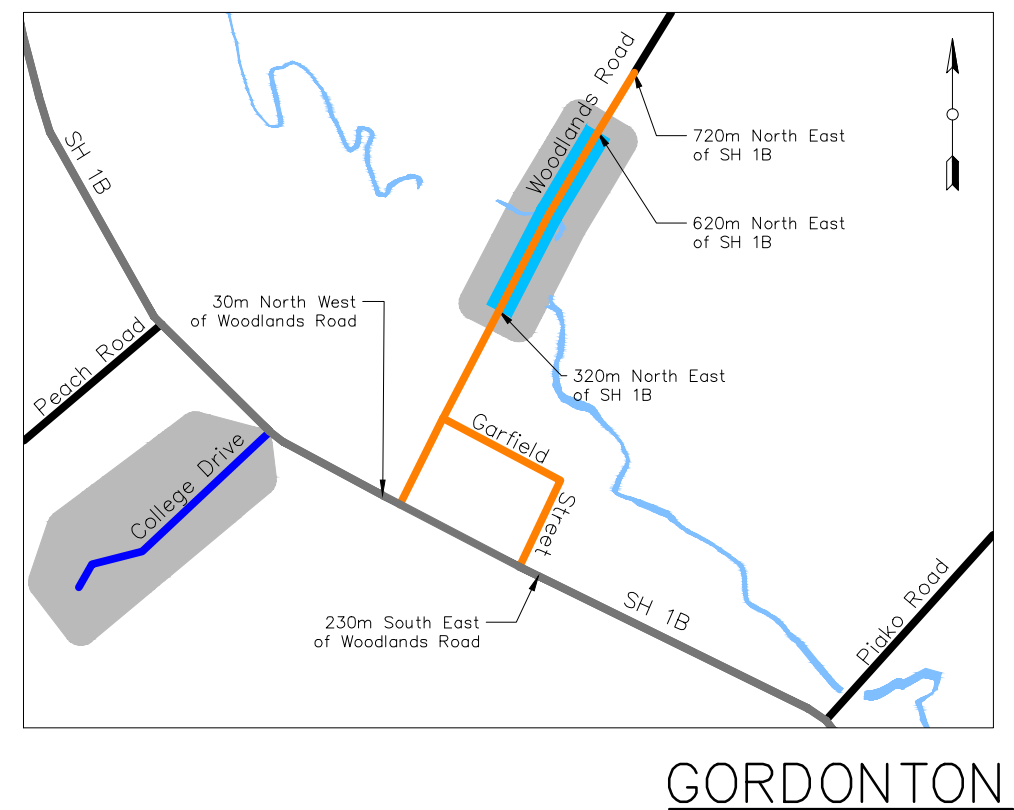 Woodlands Road
SH 1B
720m North East
of SH 1B
620m North East
of SH 1B
30m North West
of Woodlands Road
Peach Road
320m North East
of SH 1B
College Drive
Garfield
Street
SH 1B
Piako Road
230m South East
of Woodlands Road
GORDONTON